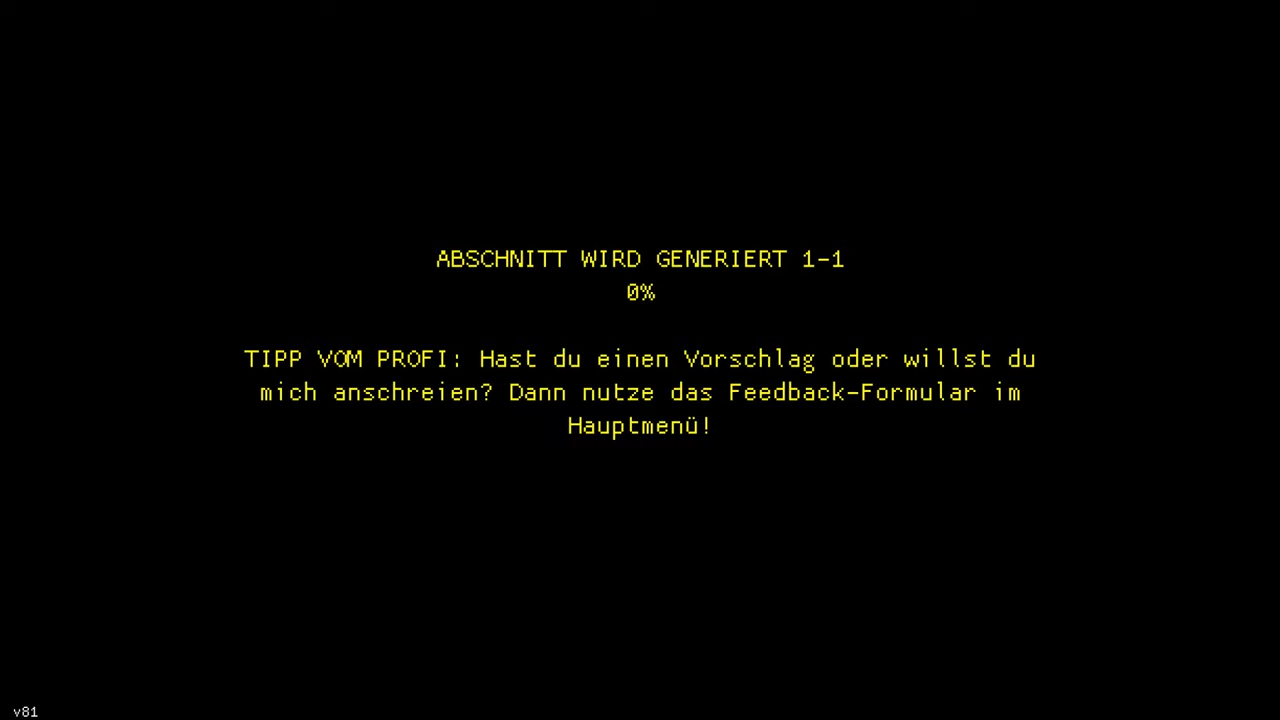 ABSCHNITT WIRD GENERIERT 1-1
0%
TIPP VOM PROFI: Hast du einen Vorschlag oder willst du
mich anschreien? Dann nutze das Feedback-Formular im
Hauptmenü!
v81